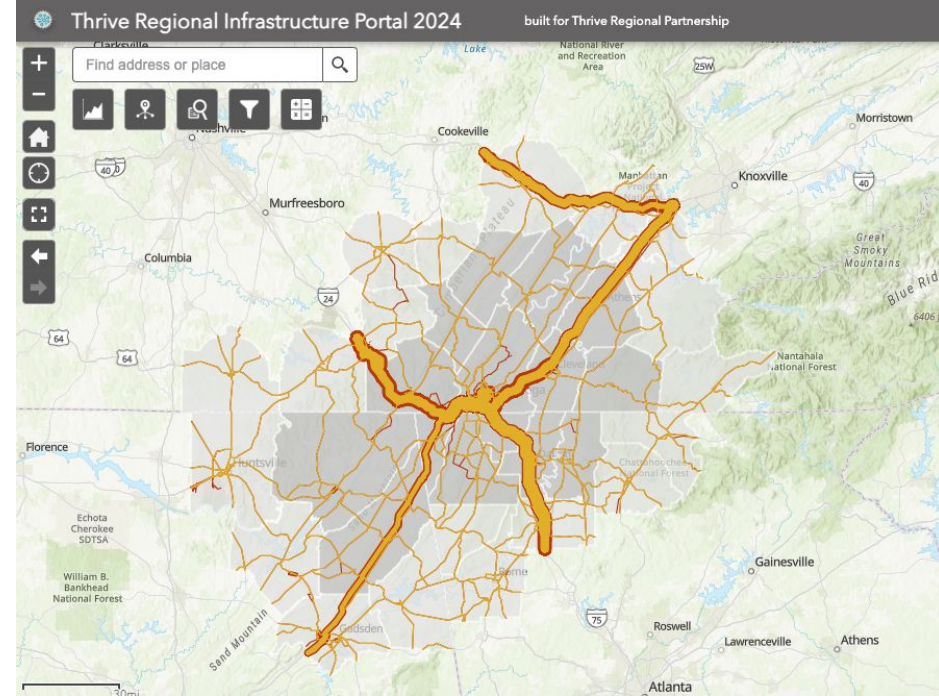 Thrive Regional Infrastructure Portal 2024
built for Thrive Regional Partnership
Clarksville
Find address or place
Lake
National River
and Recreation
Area
25W
Nashville
Cookeville
Morristown
40
Manhattan
Project
Knoxville
40
Murfreesboro
Plateau
Great
Smoky
Mountains
Columbia
Blue Rid
24
Athens
6406
64
64
Nantahala
National Forest
Cleveland
Florence
Huntsville
Chattahoochee
National Forest
Echota
Cherokee
SDTSA
Gainesville
Rome
William B.
Bankhead
National Forest
75
Sand Mountain
Gadsden
Roswell
Lawrenceville
Athens
Atlanta
30mi